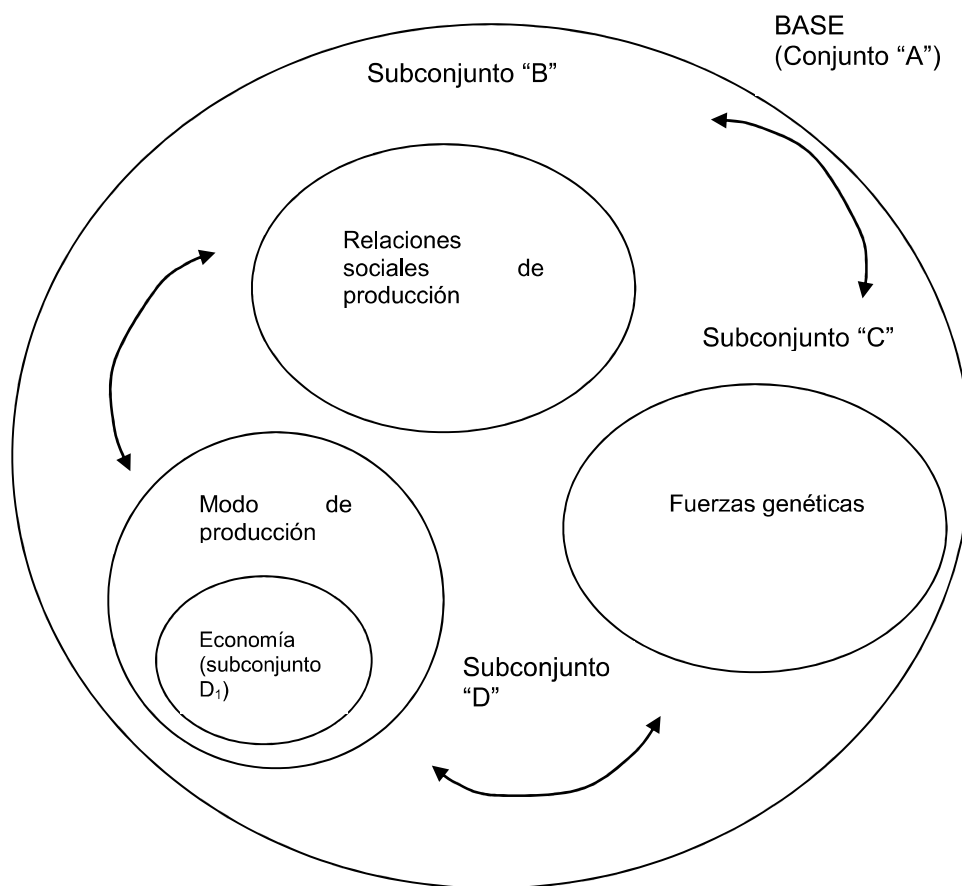 BASE
(Conjunto “A”)
Subconjunto “B”
Relaciones
sociales de
producción
Subconjunto “C”
Modo de
producción
Fuerzas genéticas
Economía
(subconjunto
D₁)
Subconjunto
“D”